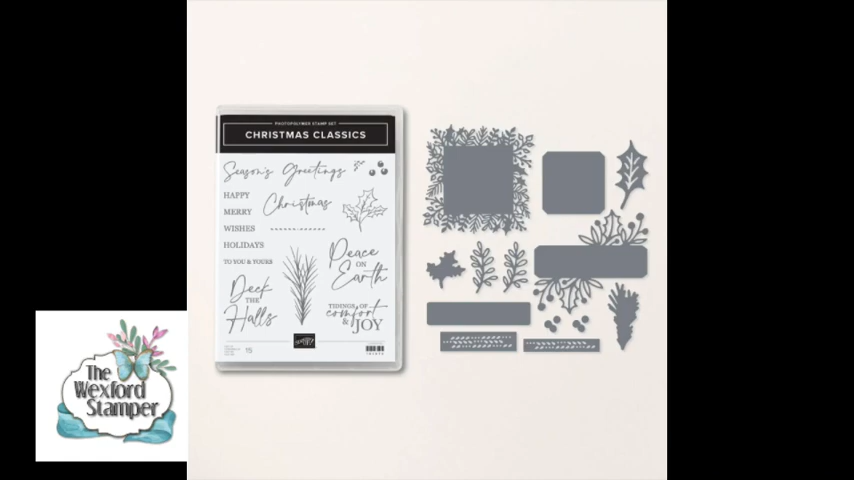 PHOTOPOLYMER STAMP SET
CHRISTMAS CLASSICS
Season's Greetings
HAPPY
Christmas
MERRY
WISHES
HOLIDAYS
TO YOU & YOURS
Peace
ON
Earth
Deck
THE
Halls
TIDINGS OF
comfort
& JOY
15
The
Wexford
Stamper